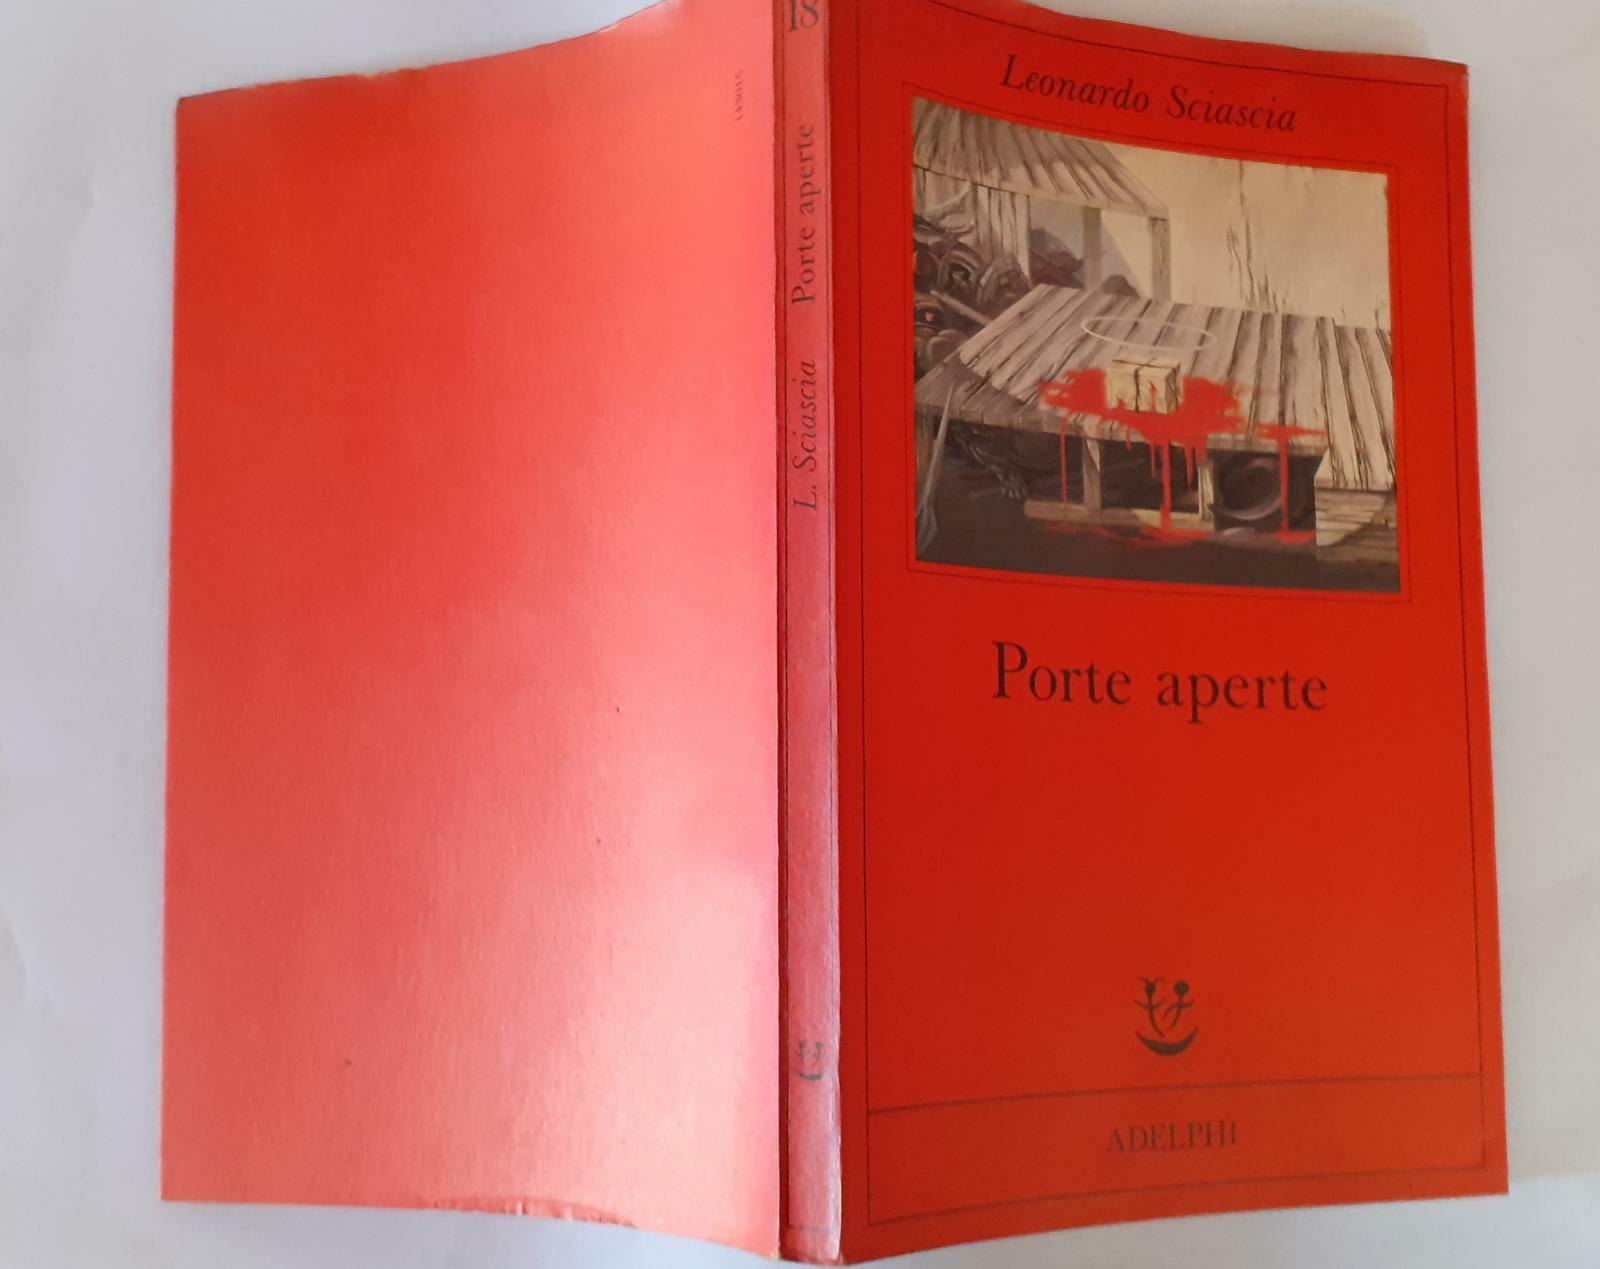 Leonardo Sciascia
Porte aperte
ADELPHI
18
L. Sciascia Porte aperte